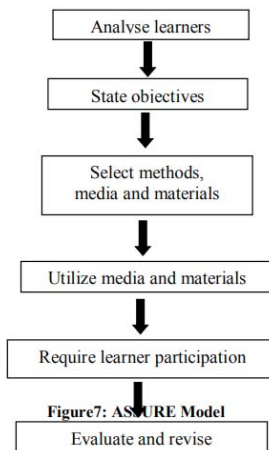 Analyse learners
State objectives
Select methods,
media and materials
Utilize media and materials
Require learner participation
Figure7: ASSURE Model
Evaluate and revise